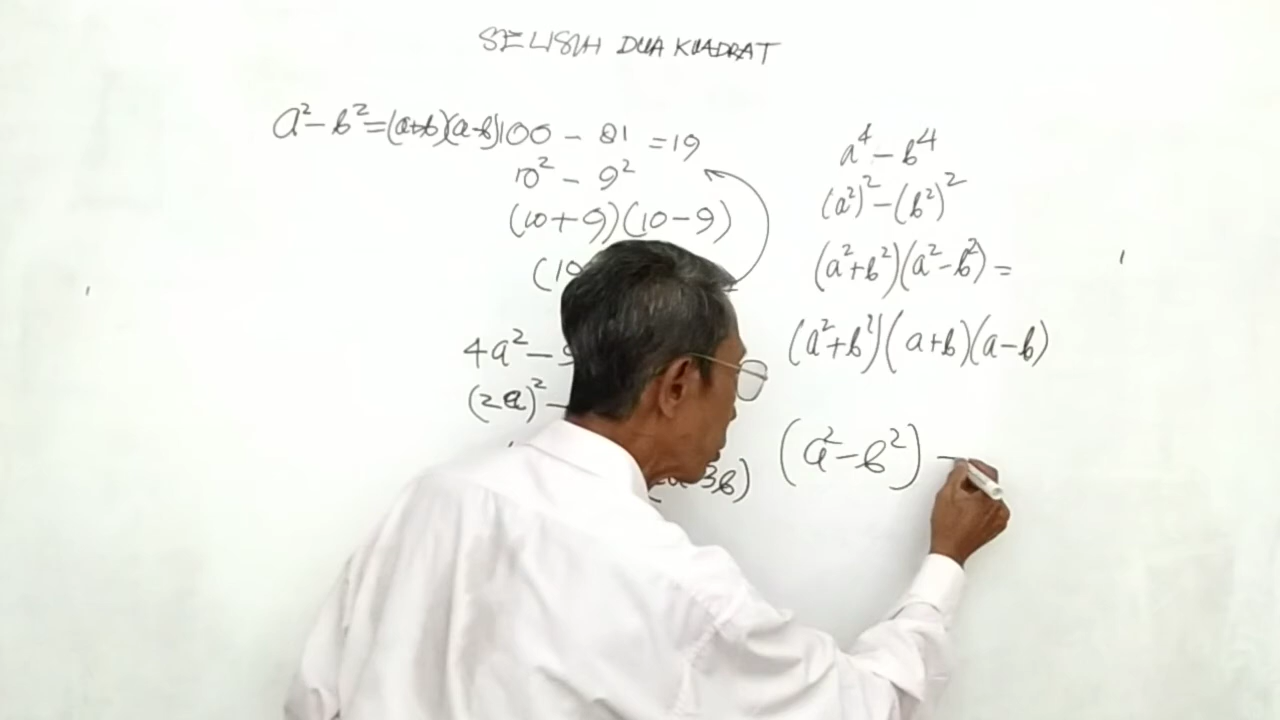 SELISIH DUA KUADRAT
a²-b²=(a+b)(a-b)
100 - 81 = 19
10² - 9²
(10+9)(10-9)
(19
4a² -
(2a)² -
3b)
a⁴ - b⁴
(a²)² - (b²)²
(a²+b²)(a²-b²) =
(a²+b²)(a+b)(a-b)
(a²-b²) -